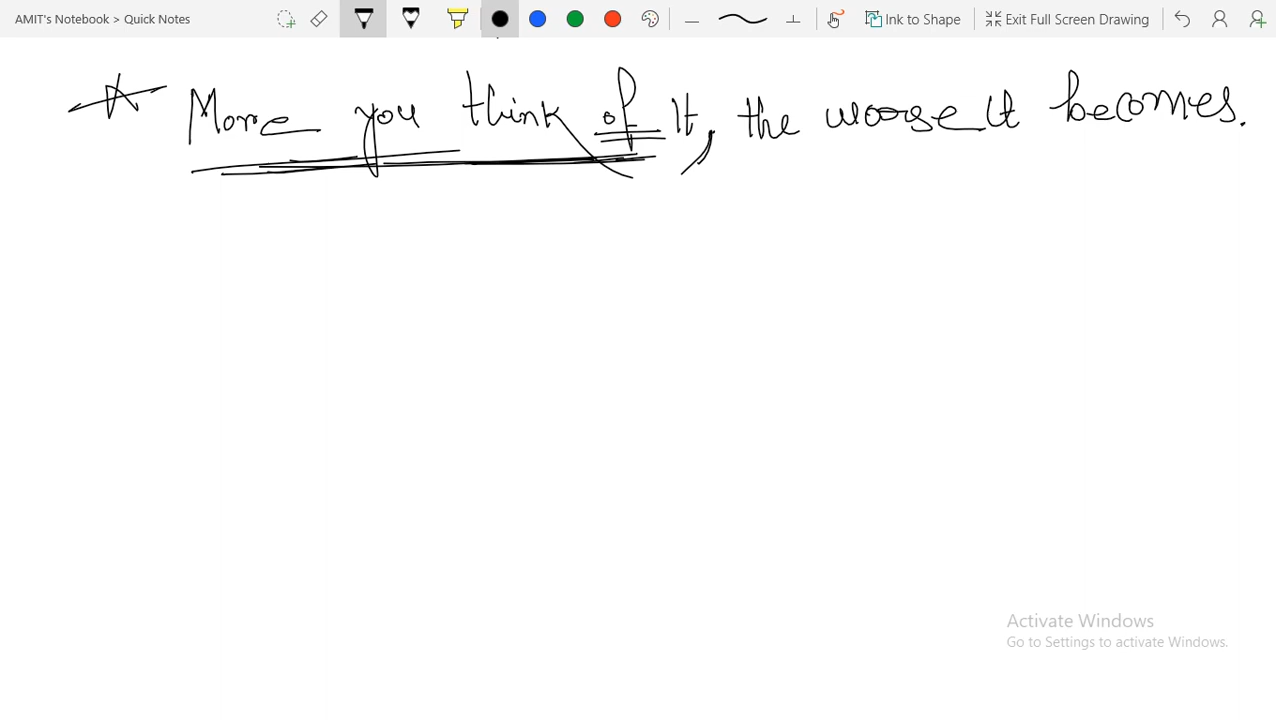 AMIT's Notebook > Quick Notes Ink to Shape Exit Full Screen Drawing
More you think of it, the worse it becomes.
Activate Windows
Go to Settings to activate Windows.